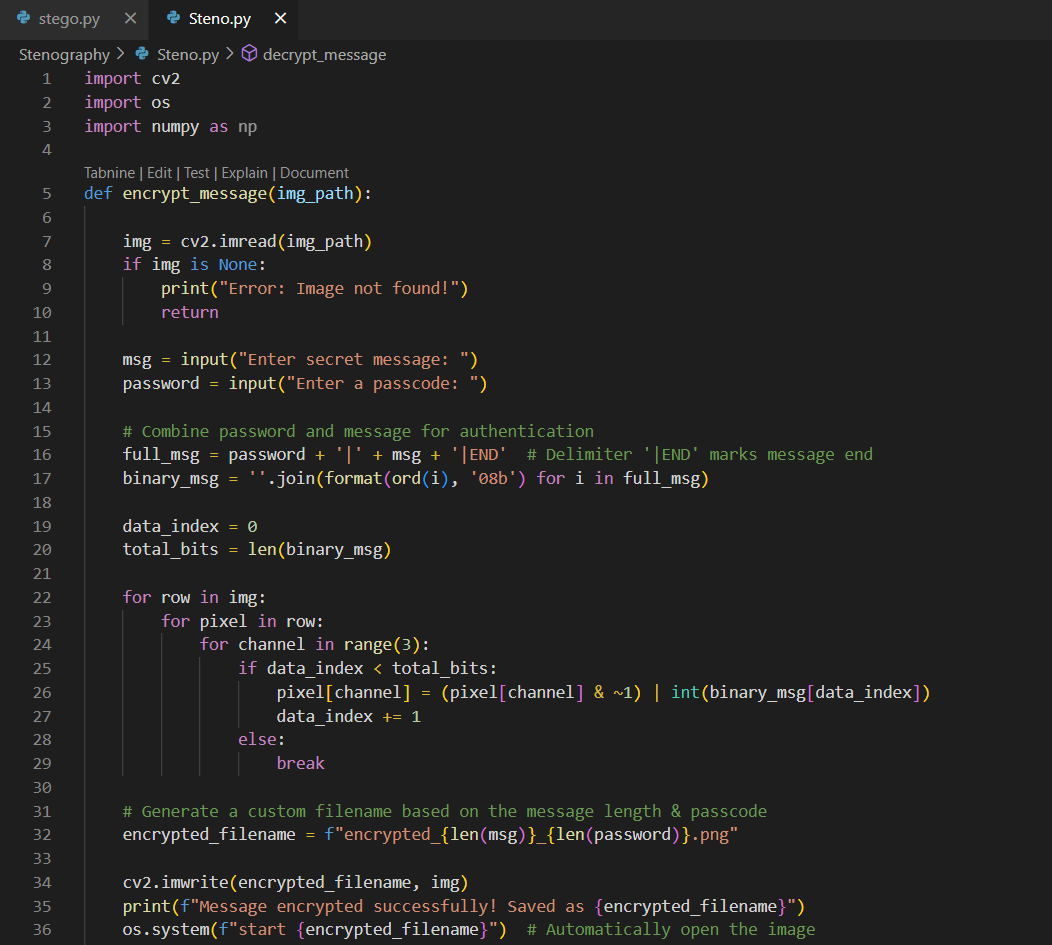 stego.py
Steno.py
Stenography > Steno.py > decrypt_message
1 import cv2
2 import os
3 import numpy as np
4
Tabnine | Edit | Test | Explain | Document
5 def encrypt_message(img_path):
6
7     img = cv2.imread(img_path)
8     if img is None:
9         print("Error: Image not found!")
10         return
11
12     msg = input("Enter secret message: ")
13     password = input("Enter a passcode: ")
14
15     # Combine password and message for authentication
16     full_msg = password + '|' + msg + '|END'  # Delimiter '|END' marks message end
17     binary_msg = ''.join(format(ord(i), '08b') for i in full_msg)
18
19     data_index = 0
20     total_bits = len(binary_msg)
21
22     for row in img:
23         for pixel in row:
24             for channel in range(3):
25                 if data_index < total_bits:
26                     pixel[channel] = (pixel[channel] & ~1) | int(binary_msg[data_index])
27                     data_index += 1
28                 else:
29                     break
30
31     # Generate a custom filename based on the message length & passcode
32     encrypted_filename = f"encrypted_{len(msg)}_{len(password)}.png"
33
34     cv2.imwrite(encrypted_filename, img)
35     print(f"Message encrypted successfully! Saved as {encrypted_filename}")
36     os.system(f"start {encrypted_filename}")  # Automatically open the image